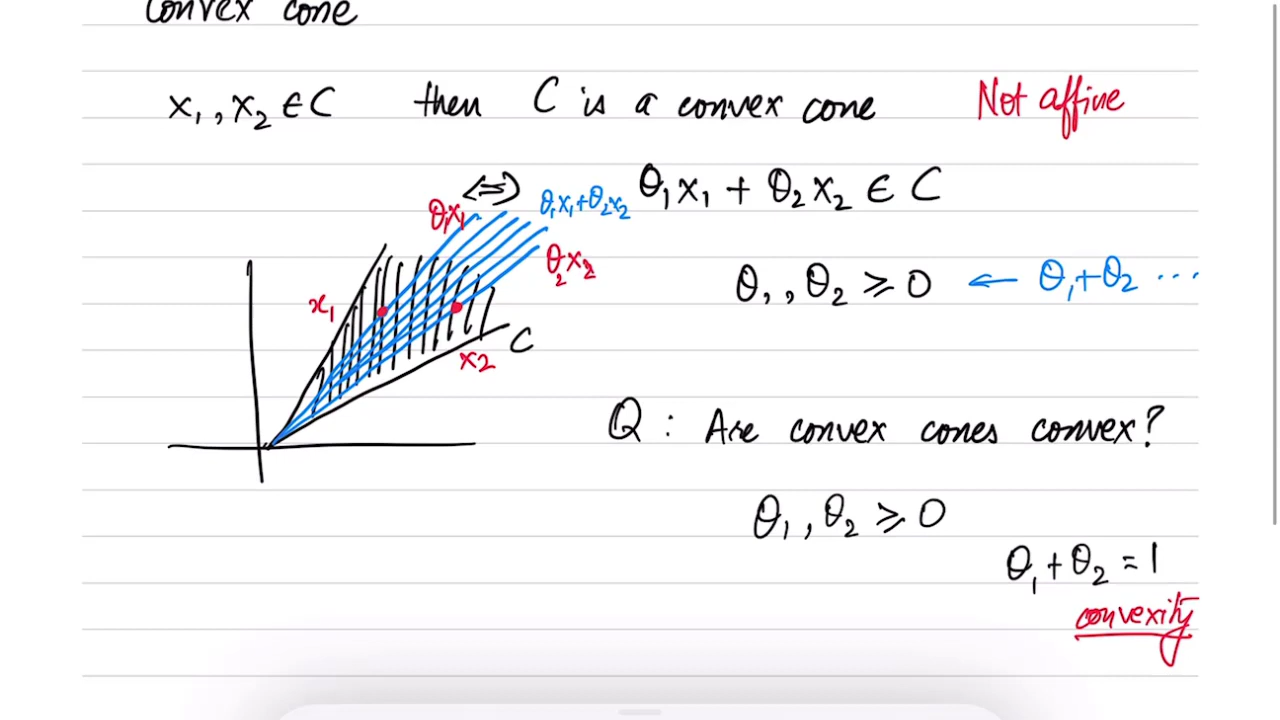 convex cone
x₁, x₂ ∈ C then C is a convex cone Not affine
⇔ θ₁x₁ + θ₂x₂ ∈ C
θ₁x₁ θ₁x₁+θ₂x₂
θ₂x₂
θ₁, θ₂ ≥ 0 ← θ₁+θ₂ ...
x₁
C
x₂
Q : Are convex cones convex?
θ₁, θ₂ ≥ 0
θ₁ + θ₂ = 1
convexity